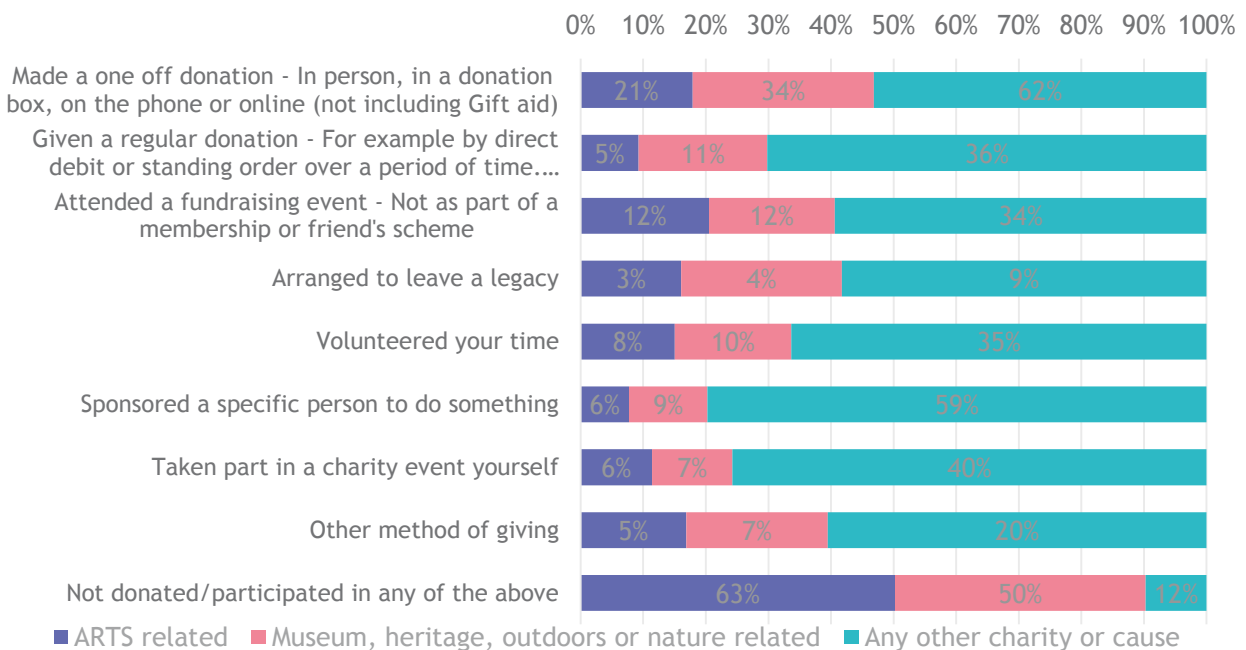 0% 10% 20% 30% 40% 50% 60% 70% 80% 90% 100%
Made a one off donation - In person, in a donation
box, on the phone or online (not including Gift aid)
21% 34% 62%
Given a regular donation - For example by direct
debit or standing order over a period of time.…
5% 11% 36%
Attended a fundraising event - Not as part of a
membership or friend's scheme
12% 12% 34%
Arranged to leave a legacy
3% 4% 9%
Volunteered your time
8% 10% 35%
Sponsored a specific person to do something
6% 9% 59%
Taken part in a charity event yourself
6% 7% 40%
Other method of giving
5% 7% 20%
Not donated/participated in any of the above
63% 50% 12%
ARTS related Museum, heritage, outdoors or nature related Any other charity or cause